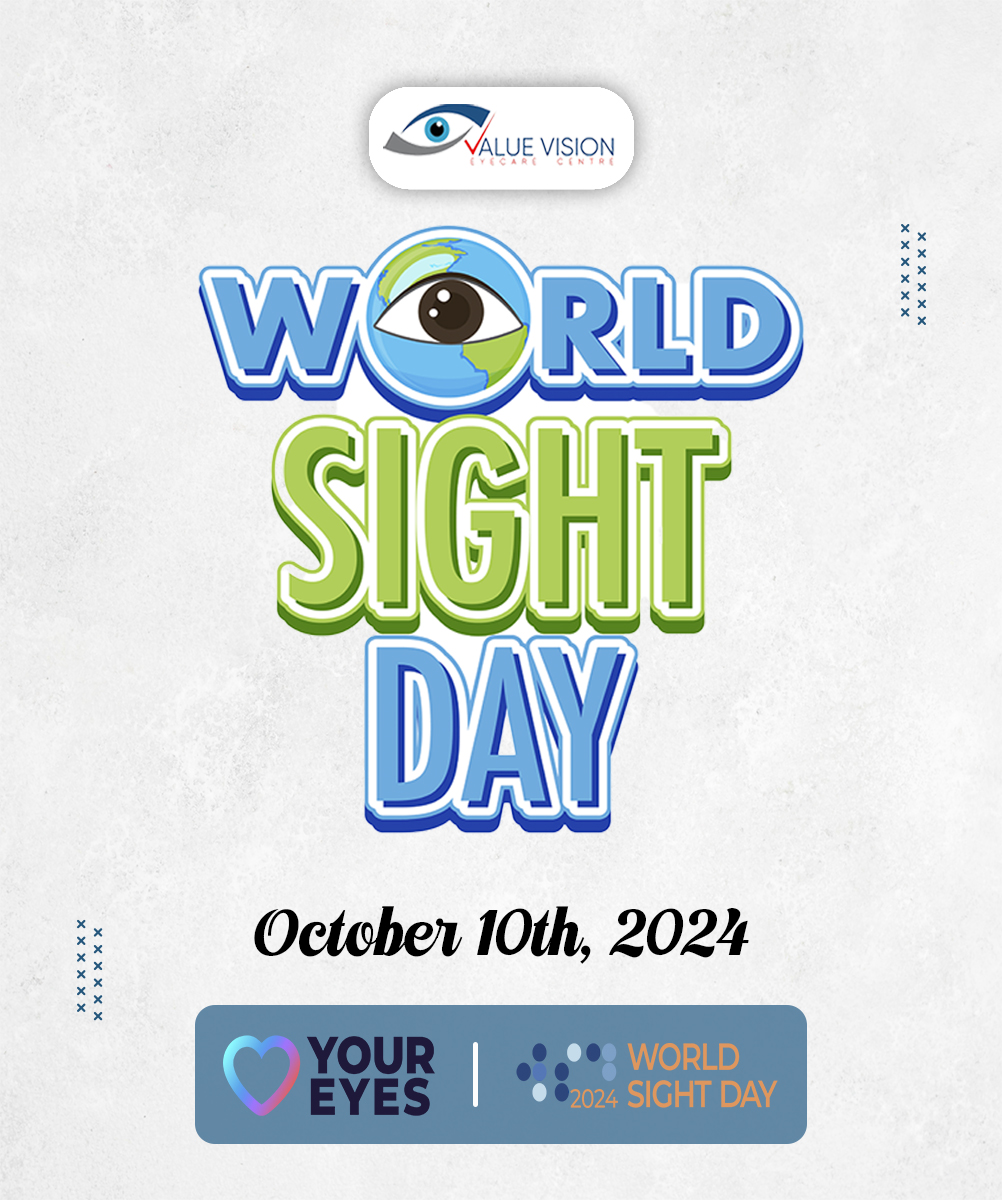 VALUE VISION
EYECARE CENTRE
WORLD
SIGHT
DAY
October 10th, 2024
YOUR
EYES
2024
WORLD
SIGHT DAY